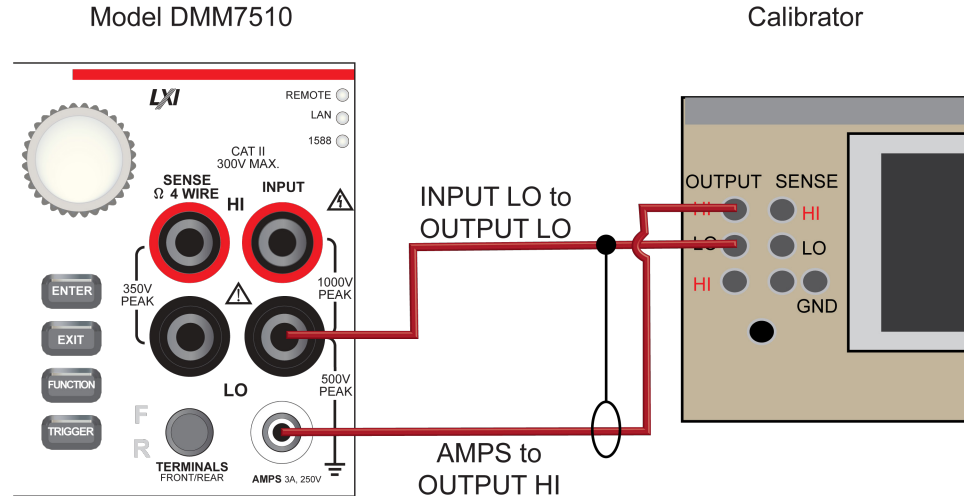 Model DMM7510
Calibrator
LXI
REMOTE
LAN
1588
CAT II
300V MAX.
SENSE
Ω 4 WIRE
HI
INPUT
350V
PEAK
1000V
PEAK
500V
PEAK
LO
ENTER
EXIT
FUNCTION
TRIGGER
F
R
TERMINALS
FRONT/REAR
AMPS 3A, 250V
INPUT LO to
OUTPUT LO
AMPS to
OUTPUT HI
OUTPUT SENSE
HI HI
LO LO
HI
GND